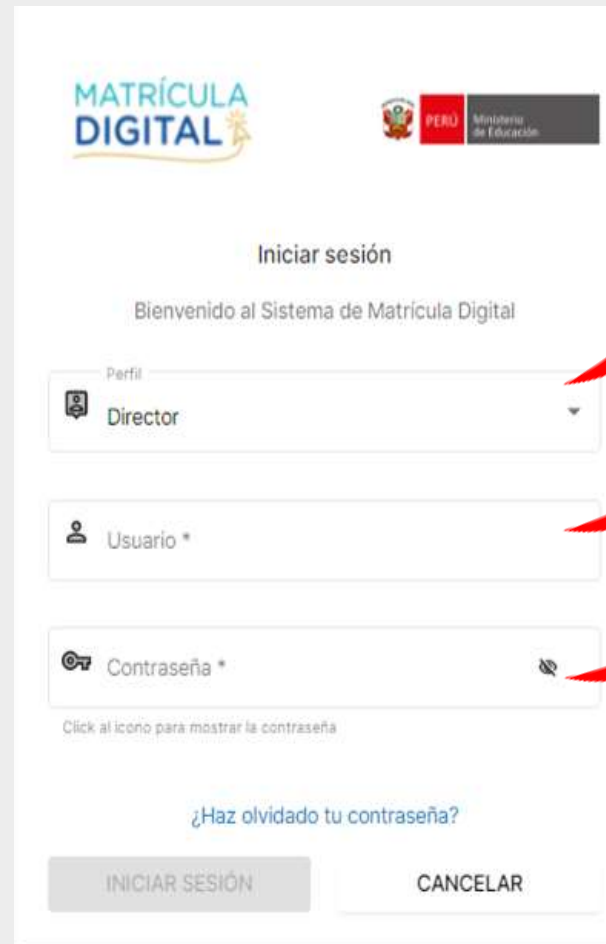 MATRÍCULA
DIGITAL
PERÚ
Ministerio
de Educación
Iniciar sesión
Bienvenido al Sistema de Matrícula Digital
Perfil
Director
Usuario *
Contraseña *
Click al icono para mostrar la contraseña
¿Haz olvidado tu contraseña?
INICIAR SESIÓN
CANCELAR